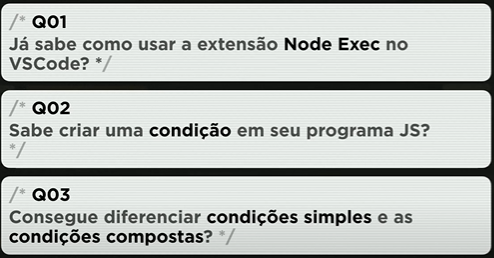 /* Q01
Já sabe como usar a extensão Node Exec no
VSCode? */
/* Q02
Sabe criar uma condição em seu programa JS?
*/
/* Q03
Consegue diferenciar condições simples e as
condições compostas? */